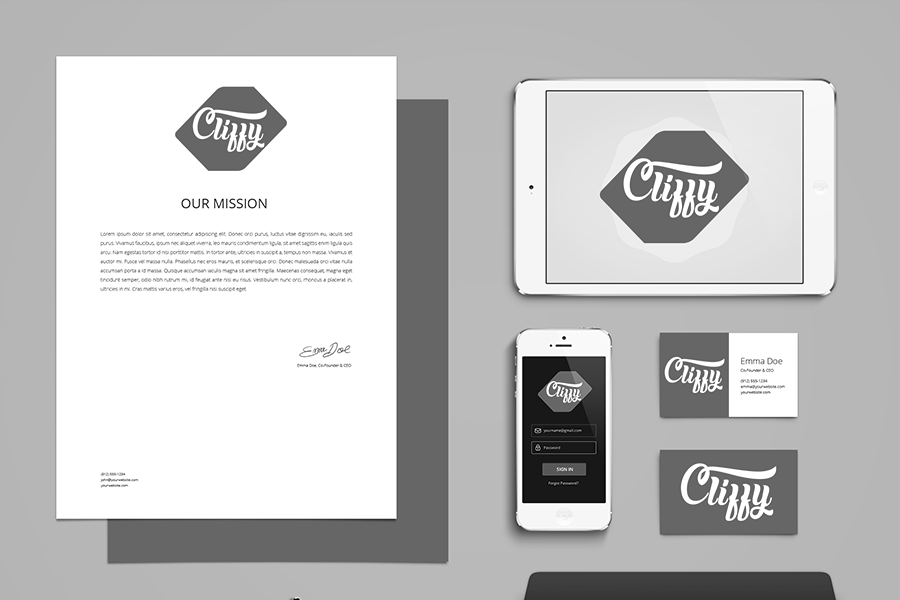 Cliffy
OUR MISSION
Lorem ipsum dolor sit amet, consectetur adipiscing elit. Donec orci purus, luctus vitae dignissim eu, iaculis sed
purus. Vivamus faucibus, ipsum nec aliquet viverra, leo mauris condimentum ligula, sit amet sagittis enim ligula quis
arcu. Nam egestas tortor id nisi porttitor mattis. In tortor ante, ultricies in suscipit a, tempus non massa. Vivamus et
auctor mi. Fusce vel massa nulla. Phasellus nec eros mauris, et scelerisque orci. Donec malesuada orci vitae
accumsan porta a id massa. Quisque accumsan iaculis magna sit amet fringilla. Maecenas consequat, magna eget
tincidunt semper, odio nibh rutrum mi, id feugiat ante nisi eu risus. Vestibulum nunc orci, rhoncus a placerat in,
ultricies in mi. Cras mattis varius eros, vel fringilla nisi suscipit eget.
Emma Doe
Emma Doe, Co-Founder & CEO
(912) 555-1234
john@yourwebsite.com
yourwebsite.com
Cliffy
Cliffy
yourname@gmail.com
Password
SIGN IN
Forgot Password?
Cliffy
Emma Doe
Co-Founder & CEO
(912) 555-1234
emma@yourwebsite.com
yourwebsite.com
Cliffy